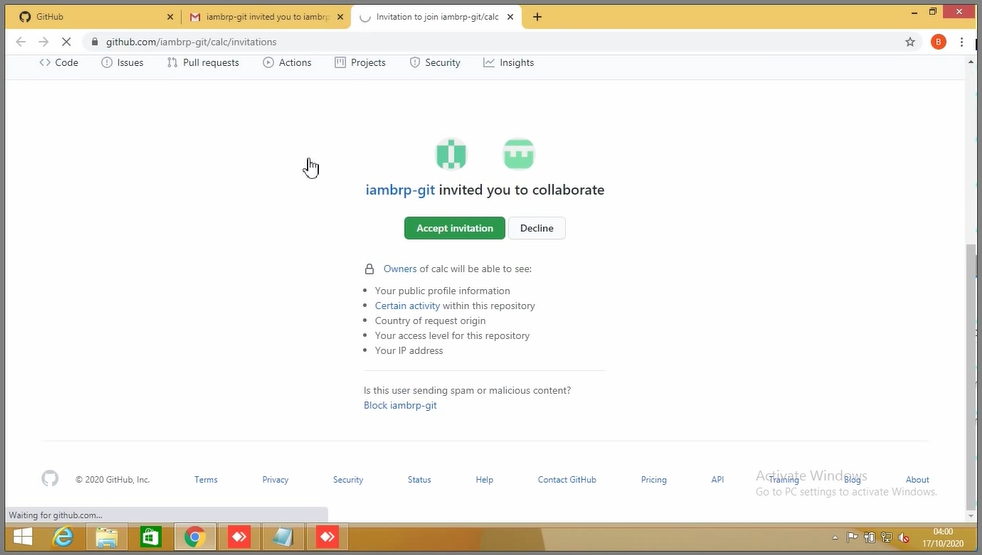 GitHub
iambrp-git invited you to iambrp
Invitation to join iambrp-git/calc
github.com/iambrp-git/calc/invitations
B
Code Issues Pull requests Actions Projects Security Insights
iambrp-git invited you to collaborate
Accept invitation Decline
Owners of calc will be able to see:
Your public profile information
Certain activity within this repository
Country of request origin
Your access level for this repository
Your IP address
Is this user sending spam or malicious content?
Block iambrp-git
© 2020 GitHub, Inc. Terms Privacy Security Status Help Contact GitHub Pricing API Training Blog About
Activate Windows
Go to PC settings to activate Windows.
Waiting for github.com...
04:00
17/10/2020